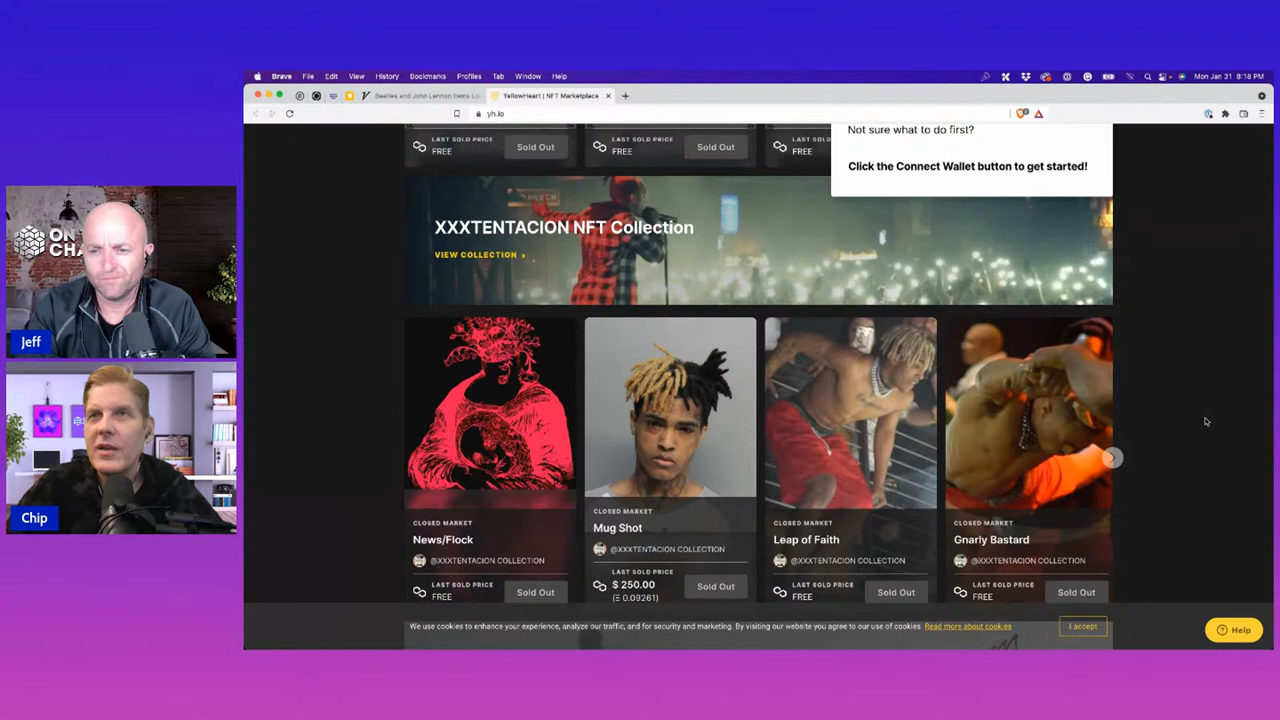 Brave File Edit View History Bookmarks Profiles Tab Window Help Mon Jan 31 8:18 PM
Beatles and John Lennon Items Up
YellowHeart | NFT Marketplace
yh.io
Not sure what to do first?
Click the Connect Wallet button to get started!
LAST SOLD PRICE
FREE
Sold Out
LAST SOLD PRICE
FREE
Sold Out
LAST SOLD
FREE
XXXTENTACION NFT Collection
VIEW COLLECTION
ON
CHA
Jeff
Chip
CLOSED MARKET
News/Flock
@XXXTENTACION COLLECTION
LAST SOLD PRICE
FREE
Sold Out
CLOSED MARKET
Mug Shot
@XXXTENTACION COLLECTION
LAST SOLD PRICE
$ 250.00
(Ξ 0.09261)
Sold Out
CLOSED MARKET
Leap of Faith
@XXXTENTACION COLLECTION
LAST SOLD PRICE
FREE
Sold Out
CLOSED MARKET
Gnarly Bastard
@XXXTENTACION COLLECTION
LAST SOLD PRICE
FREE
Sold Out
We use cookies to enhance your experience, analyze our traffic, and for security and marketing. By visiting our website you agree to our use of cookies. Read more about cookies
I accept
Help